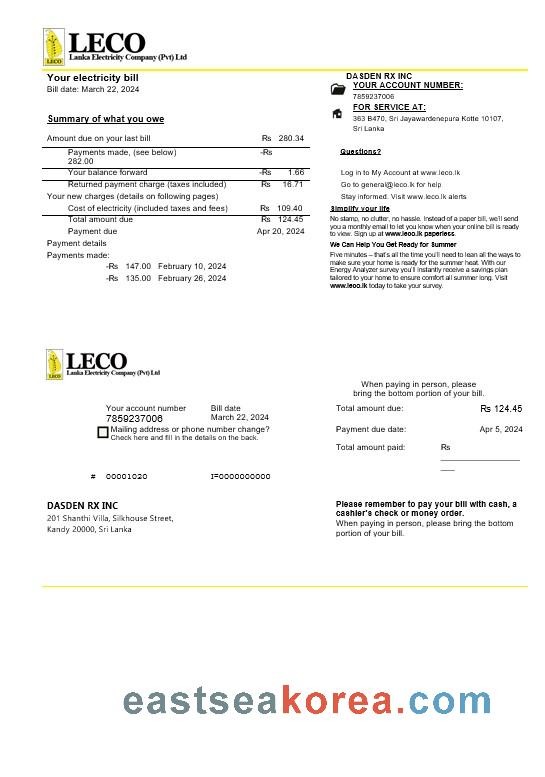 LECO
Lanka Electricity Company (Pvt) Ltd
Your electricity bill
Bill date: March 22, 2024
Summary of what you owe
Amount due on your last bill Rs 280.34
Payments made, (see below) -Rs
282.00
Your balance forward -Rs 1.66
Returned payment charge (taxes included) Rs 16.71
Your new charges (details on following pages)
Cost of electricity (included taxes and fees) Rs 109.40
Total amount due Rs 124.45
Payment due Apr 20, 2024
Payment details
Payments made:
-Rs 147.00 February 10, 2024
-Rs 135.00 February 26, 2024
DASDEN RX INC
YOUR ACCOUNT NUMBER:
7859237006
FOR SERVICE AT:
363 B470, Sri Jayawardenepura Kotte 10107,
Sri Lanka
Questions?
Log in to My Account at www.leco.lk
Go to general@leco.lk for help
Stay informed. Visit www.leco.lk alerts
Simplify your life
No stamp, no clutter, no hassle. Instead of a paper bill, we'll send
you a monthly email to let you know when your online bill is ready
to view. Sign up at www.leco.lk paperless.
We Can Help You Get Ready for Summer
Five minutes – that's all the time you'll need to lean all the ways to
make sure your home is ready for the summer heat. With our
Energy Analyzer survey you'll instantly receive a savings plan
tailored to your home to ensure comfort all summer long. Visit
www.leco.lk today to take your survey.
LECO
Lanka Electricity Company (Pvt) Ltd
Your account number Bill date
7859237006 March 22, 2024
Mailing address or phone number change?
Check here and fill in the details on the back.
# 00001020 I=0000000000
DASDEN RX INC
201 Shanthi Villa, Silkhouse Street,
Kandy 20000, Sri Lanka
When paying in person, please
bring the bottom portion of your bill.
Total amount due: Rs 124.45
Payment due date: Apr 5, 2024
Total amount paid: Rs
Please remember to pay your bill with cash, a
cashier's check or money order.
When paying in person, please bring the bottom
portion of your bill.
eastseakorea.com